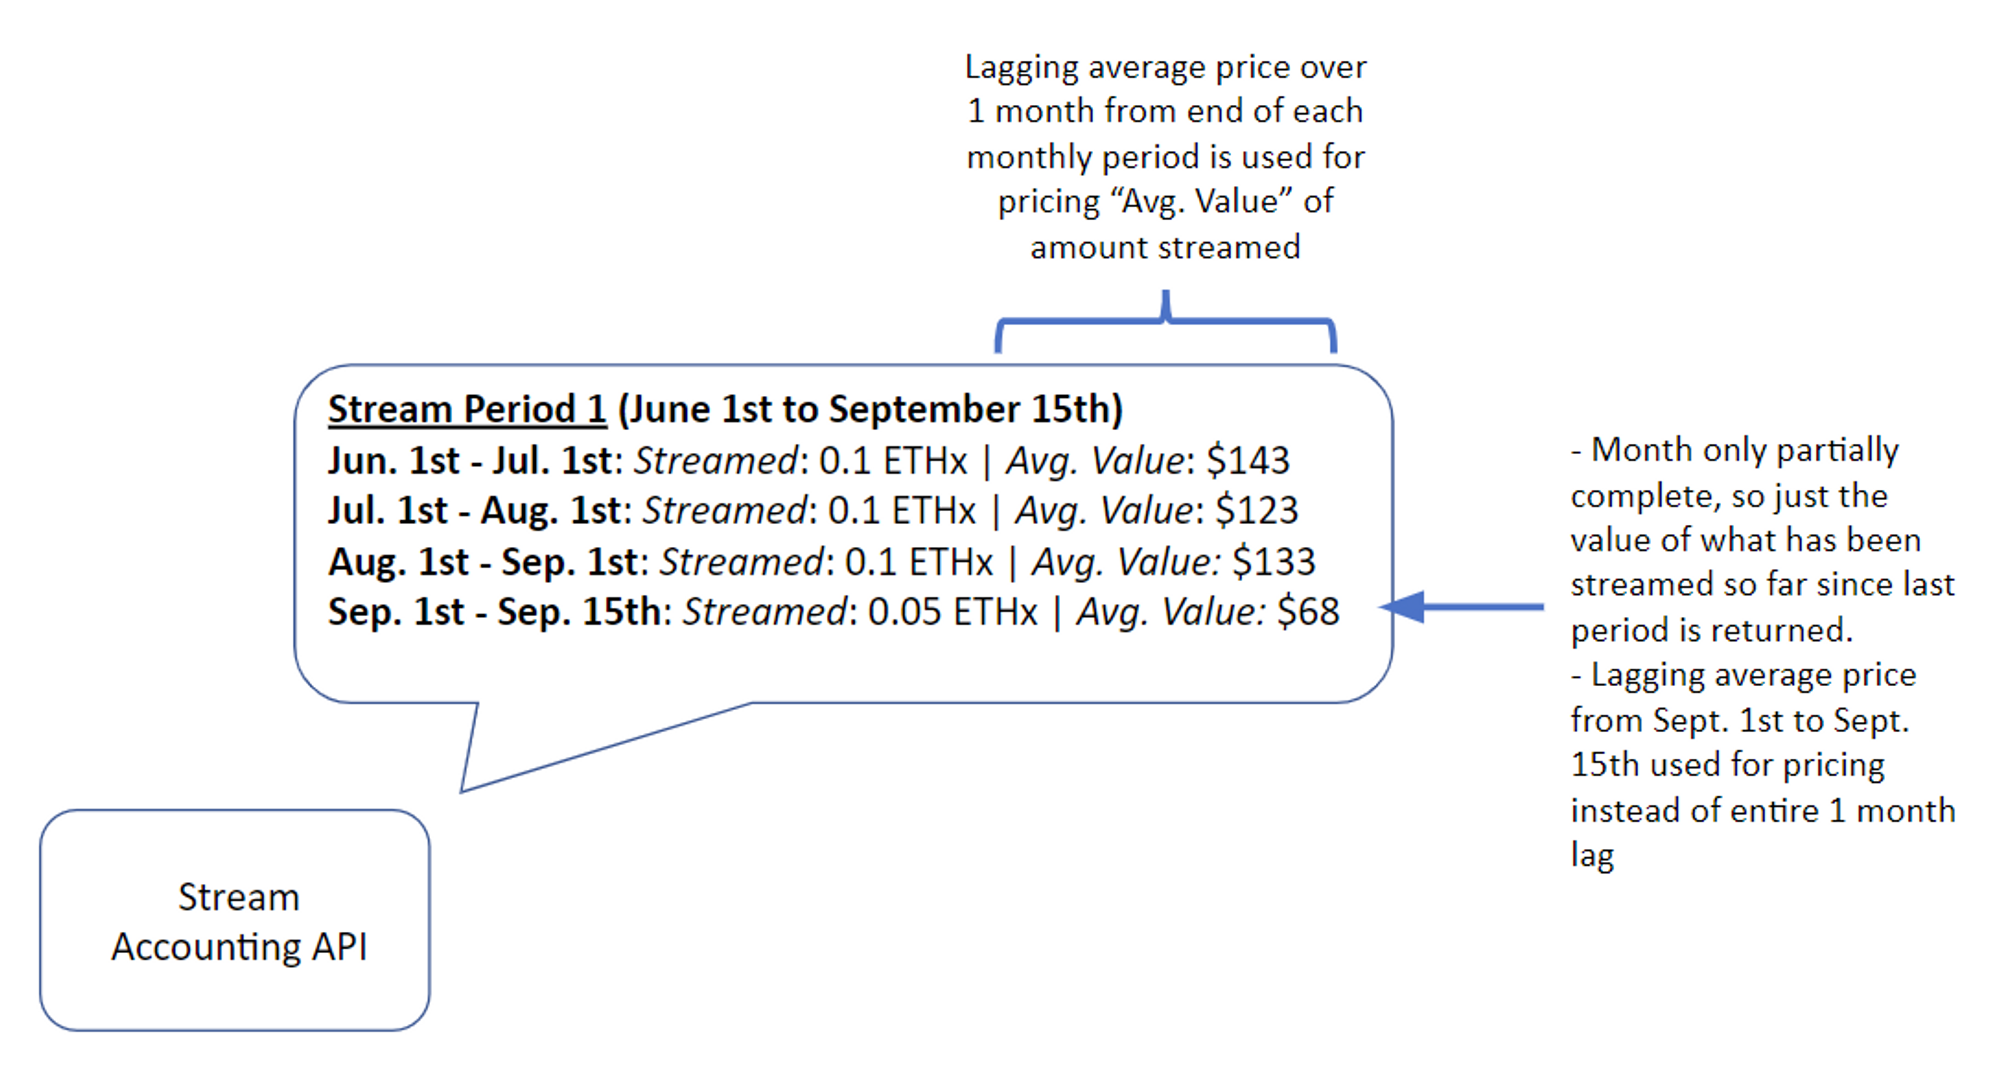 Lagging average price over
1 month from end of each
monthly period is used for
pricing “Avg. Value” of
amount streamed
Stream Period 1 (June 1st to September 15th)
Jun. 1st - Jul. 1st: Streamed: 0.1 ETHx | Avg. Value: $143
Jul. 1st - Aug. 1st: Streamed: 0.1 ETHx | Avg. Value: $123
Aug. 1st - Sep. 1st: Streamed: 0.1 ETHx | Avg. Value: $133
Sep. 1st - Sep. 15th: Streamed: 0.05 ETHx | Avg. Value: $68
- Month only partially
complete, so just the
value of what has been
streamed so far since last
period is returned.
- Lagging average price
from Sept. 1st to Sept.
15th used for pricing
instead of entire 1 month
lag
Stream
Accounting API